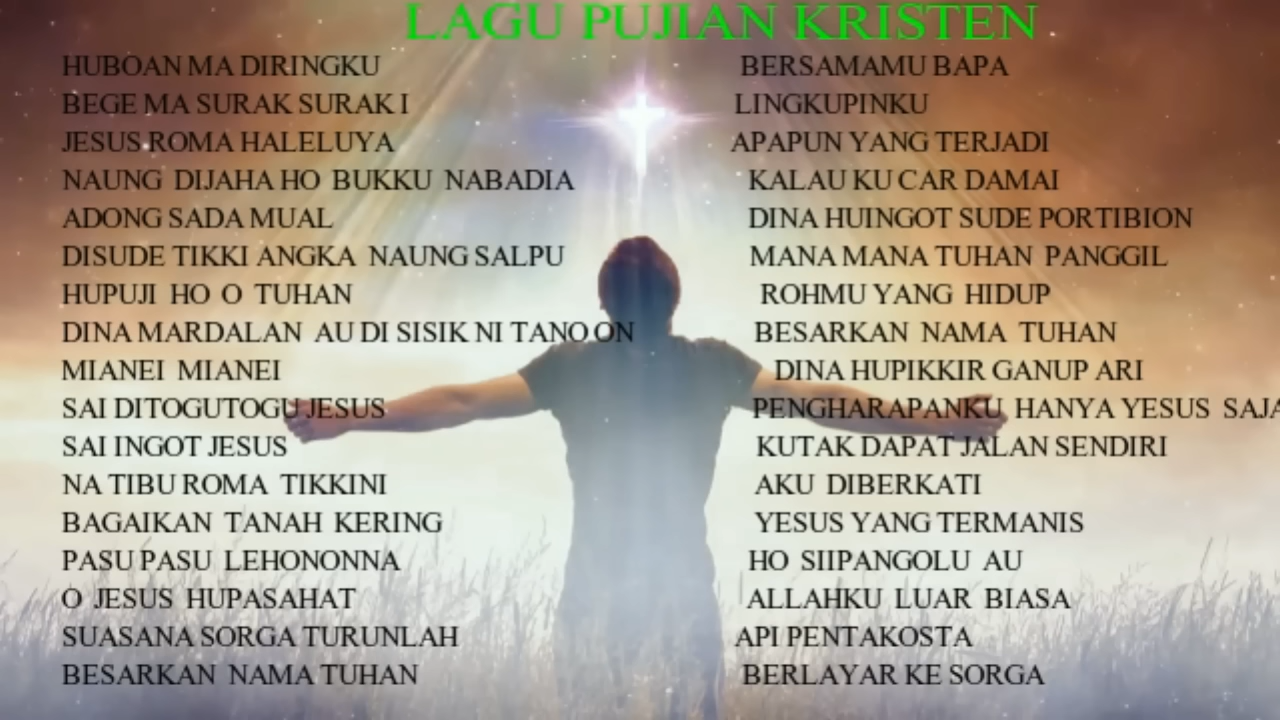 LAGU PUJIAN KRISTEN
HUBOAN MA DIRINGKU
BEGE MA SURAK SURAK I
JESUS ROMA HALELUYA
NAUNG DIJAHA HO BUKKU NABADIA
ADONG SADA MUAL
DISUDE TIKKI ANGKA NAUNG SALPU
HUPUJI HO O TUHAN
DINA MARDALAN AU DI SISIK NI TANO ON
MIANEI MIANEI
SAI DITOGUTOGU JESUS
SAI INGOT JESUS
NA TIBU ROMA TIKKINI
BAGAIKAN TANAH KERING
PASU PASU LEHONONNA
O JESUS HUPASAHAT
SUASANA SORGA TURUNLAH
BESARKAN NAMA TUHAN
BERSAMAMU BAPA
LINGKUPINKU
APAPUN YANG TERJADI
KALAU KU CAR DAMAI
DINA HUINGOT SUDE PORTIBION
MANA MANA TUHAN PANGGIL
ROHMU YANG HIDUP
BESARKAN NAMA TUHAN
DINA HUPIKKIR GANUP ARI
PENGHARAPANKU HANYA YESUS SAJA
KUTAK DAPAT JALAN SENDIRI
AKU DIBERKATI
YESUS YANG TERMANIS
HO SIIPANGOLU AU
ALLAHKU LUAR BIASA
API PENTAKOSTA
BERLAYAR KE SORGA